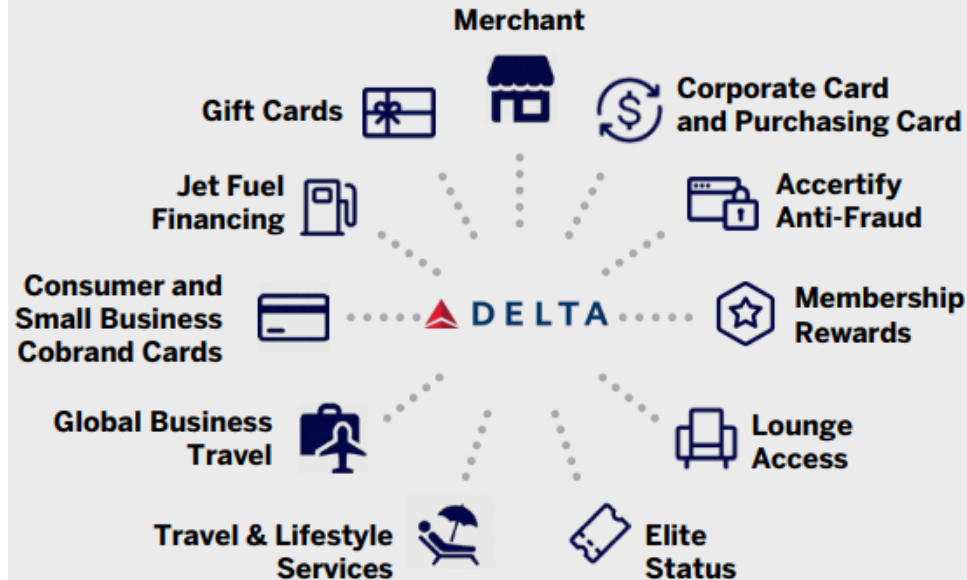 Merchant
Gift Cards
Corporate Card
and Purchasing Card
Jet Fuel
Financing
Accertify
Anti-Fraud
Consumer and
Small Business
Cobrand Cards
DELTA
Membership
Rewards
Global Business
Travel
Lounge
Access
Travel & Lifestyle
Services
Elite
Status